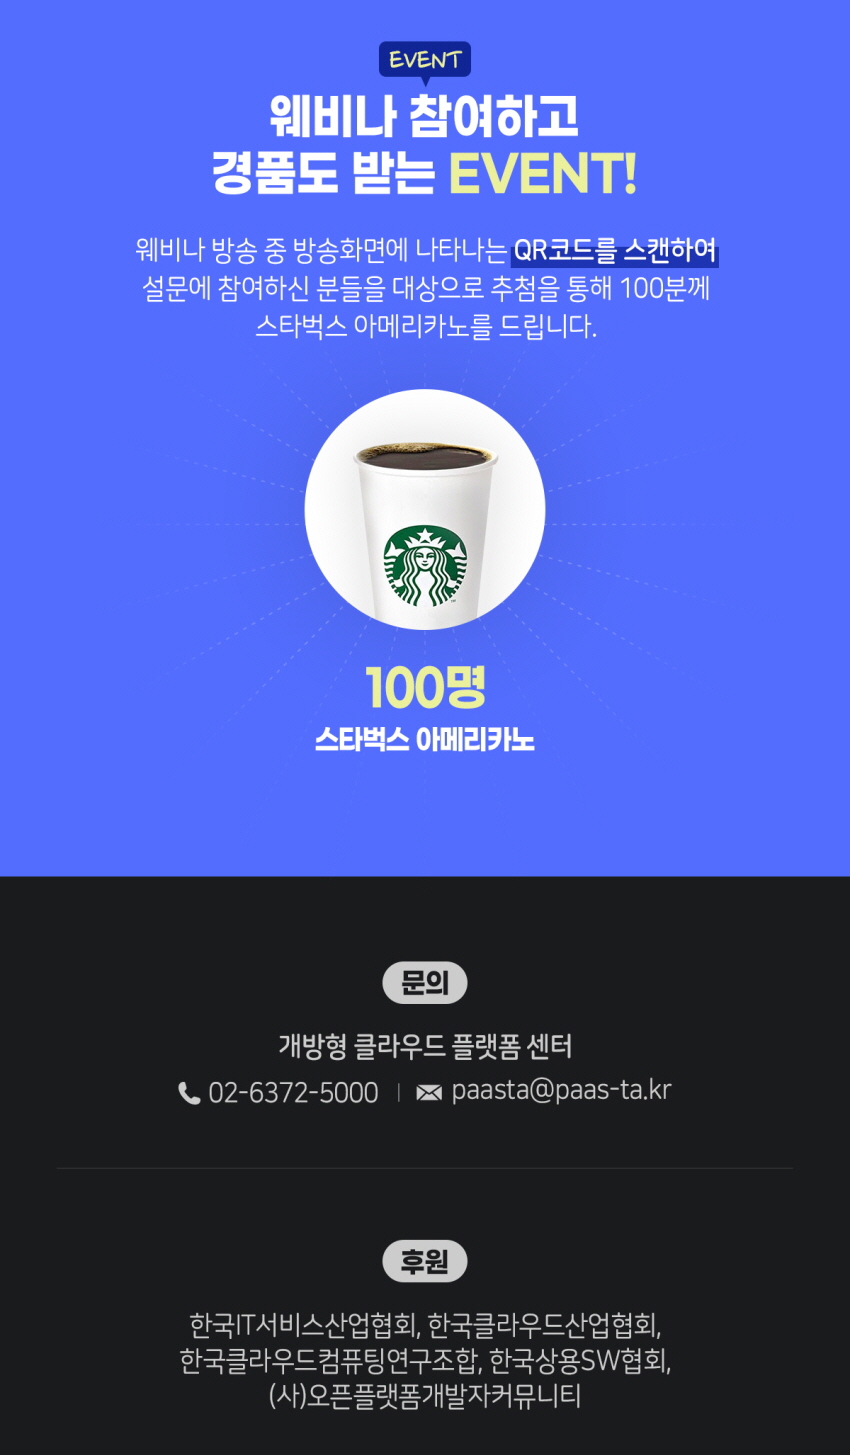 EVENT
웨비나 참여하고
경품도 받는 EVENT!
웨비나 방송 중 방송화면에 나타나는 QR코드를 스캔하여
설문에 참여하신 분들을 대상으로 추첨을 통해 100분께
스타벅스 아메리카노를 드립니다.
100명
스타벅스 아메리카노
문의
개방형 클라우드 플랫폼 센터
02-6372-5000 | paasta@paas-ta.kr
후원
한국IT서비스산업협회, 한국클라우드산업협회,
한국클라우드컴퓨팅연구조합, 한국상용SW협회,
(사)오픈플랫폼개발자커뮤니티